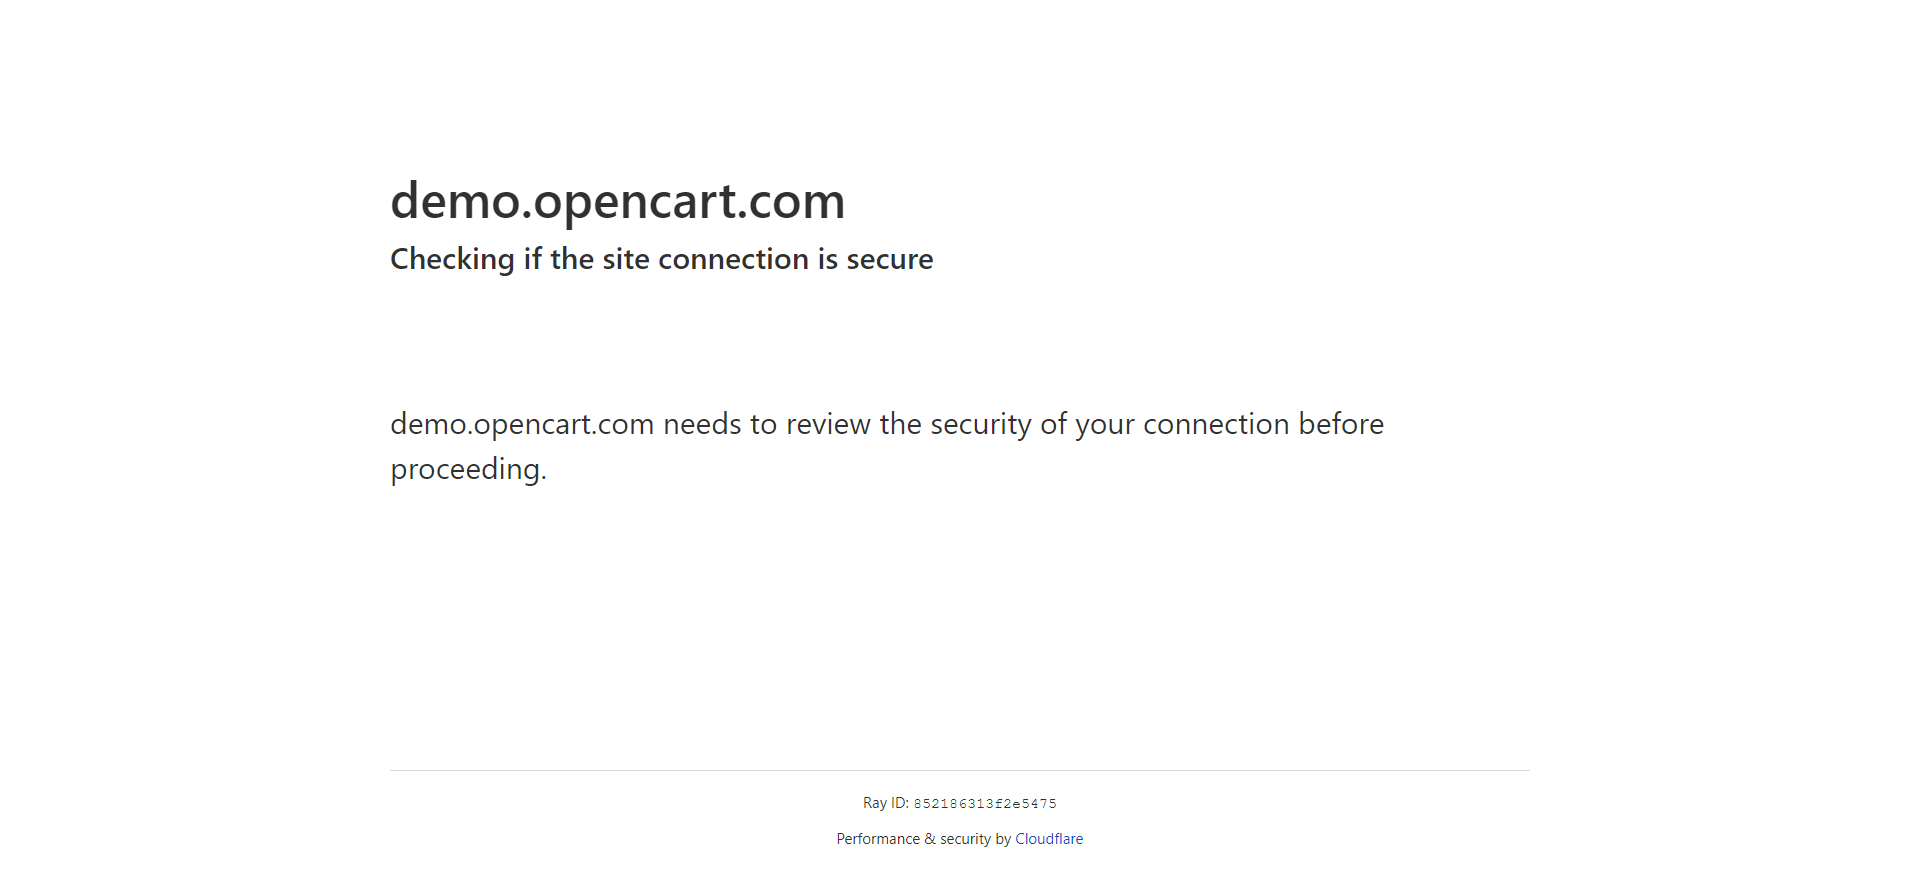 demo.opencart.com
Checking if the site connection is secure
demo.opencart.com needs to review the security of your connection before
proceeding.
Ray ID: 852186313f2e5475
Performance & security by Cloudflare